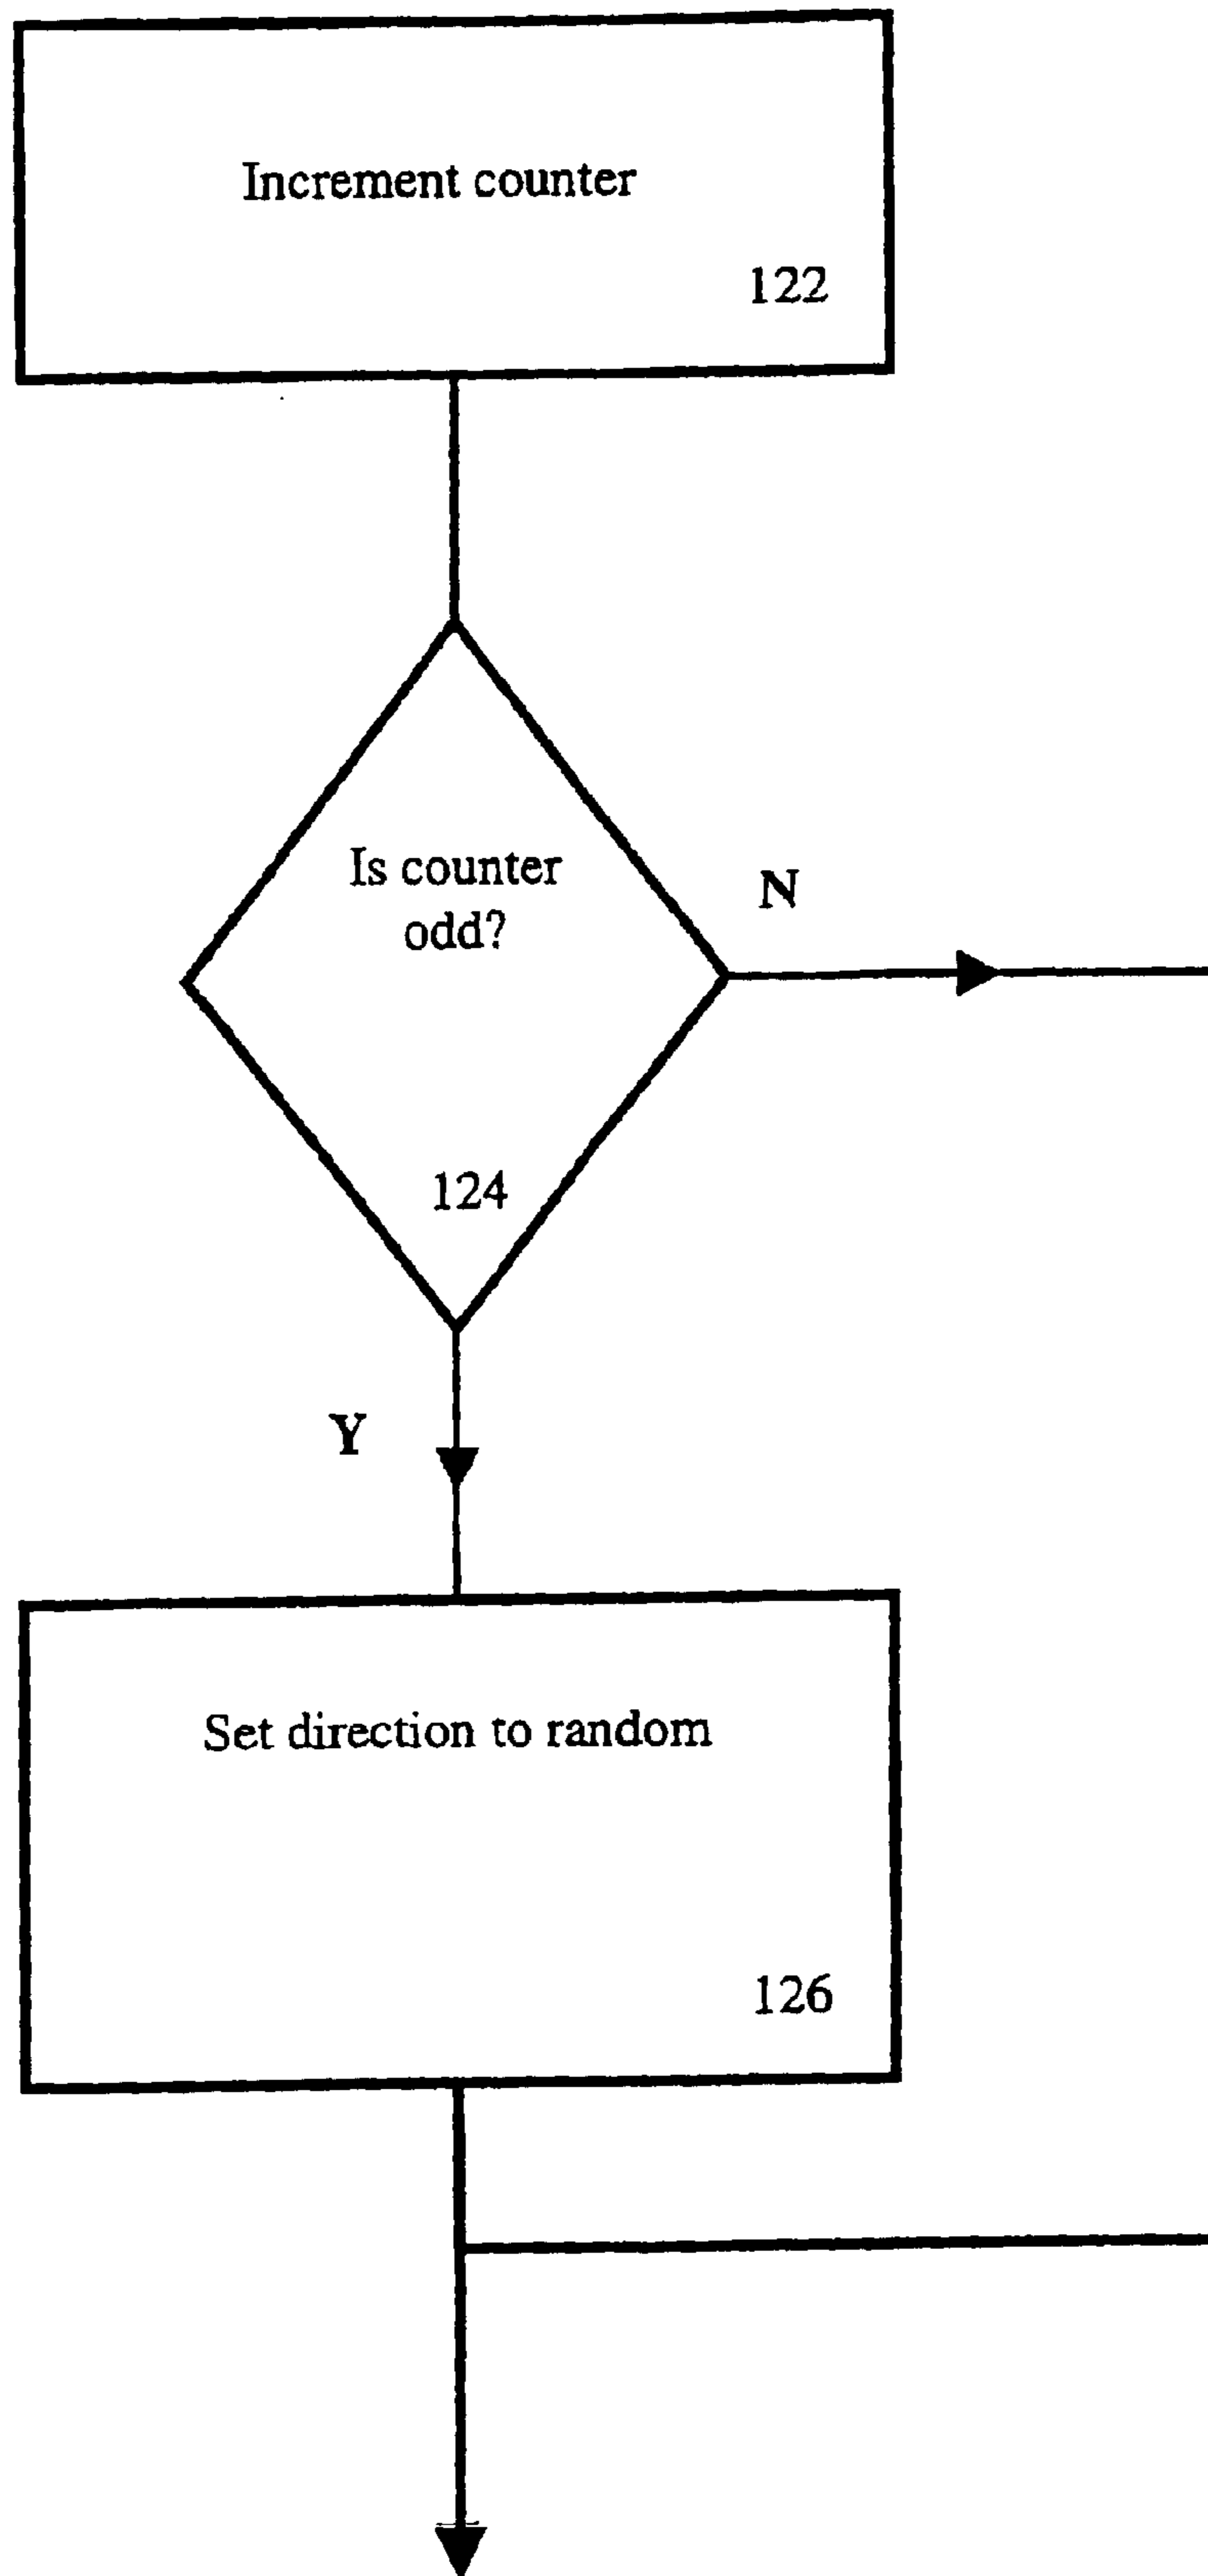 Increment counter
122
Is counter
odd?
N
124
Y
Set direction to random
126